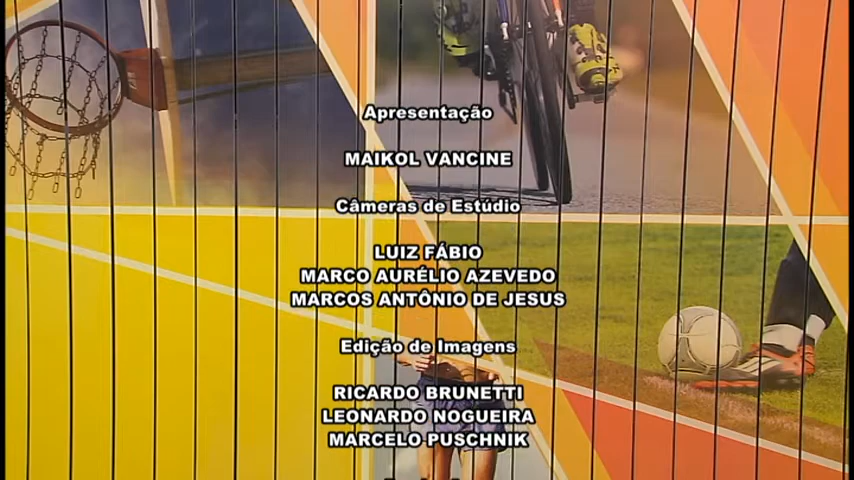 Apresentação
MAIKOL VANCINE
Câmeras de Estúdio
LUIZ FÁBIO
MARCO AURÉLIO AZEVEDO
MARCOS ANTÔNIO DE JESUS
Edição de Imagens
RICARDO BRUNETTI
LEONARDO NOGUEIRA
MARCELO PUSCHNIK